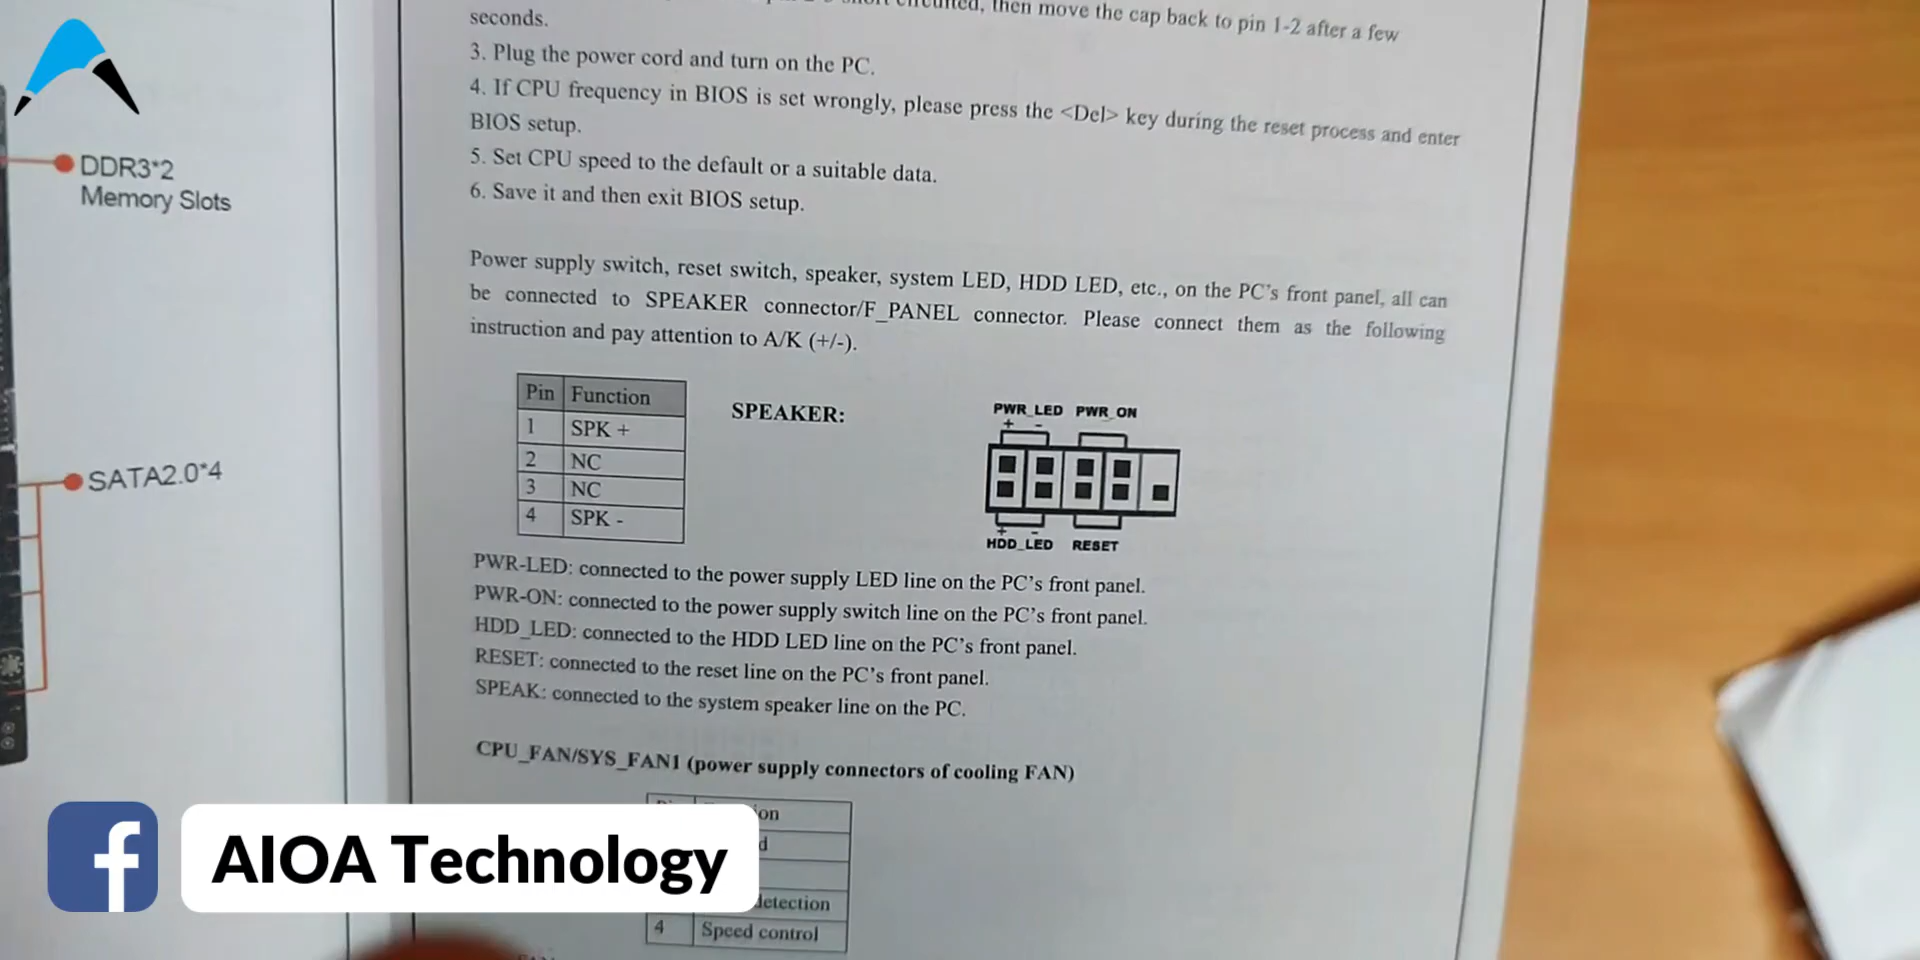 short circuited, then move the cap back to pin 1-2 after a few
seconds.
3. Plug the power cord and turn on the PC.
4. If CPU frequency in BIOS is set wrongly, please press the <Del> key during the reset process and enter
BIOS setup.
5. Set CPU speed to the default or a suitable data.
6. Save it and then exit BIOS setup.
DDR3*2
Memory Slots
SATA2.0*4
Power supply switch, reset switch, speaker, system LED, HDD LED, etc., on the PC's front panel, all can
be connected to SPEAKER connector/F_PANEL connector. Please connect them as the following
instruction and pay attention to A/K (+/-).
Pin Function
1 SPK +
2 NC
3 NC
4 SPK -
SPEAKER:
PWR_LED PWR_ON
+ -
+ -
HDD_LED RESET
PWR-LED: connected to the power supply LED line on the PC's front panel.
PWR-ON: connected to the power supply switch line on the PC's front panel.
HDD_LED: connected to the HDD LED line on the PC's front panel.
RESET: connected to the reset line on the PC's front panel.
SPEAK: connected to the system speaker line on the PC.
CPU_FAN/SYS_FAN1 (power supply connectors of cooling FAN)
4 Speed control
f AIOA Technology